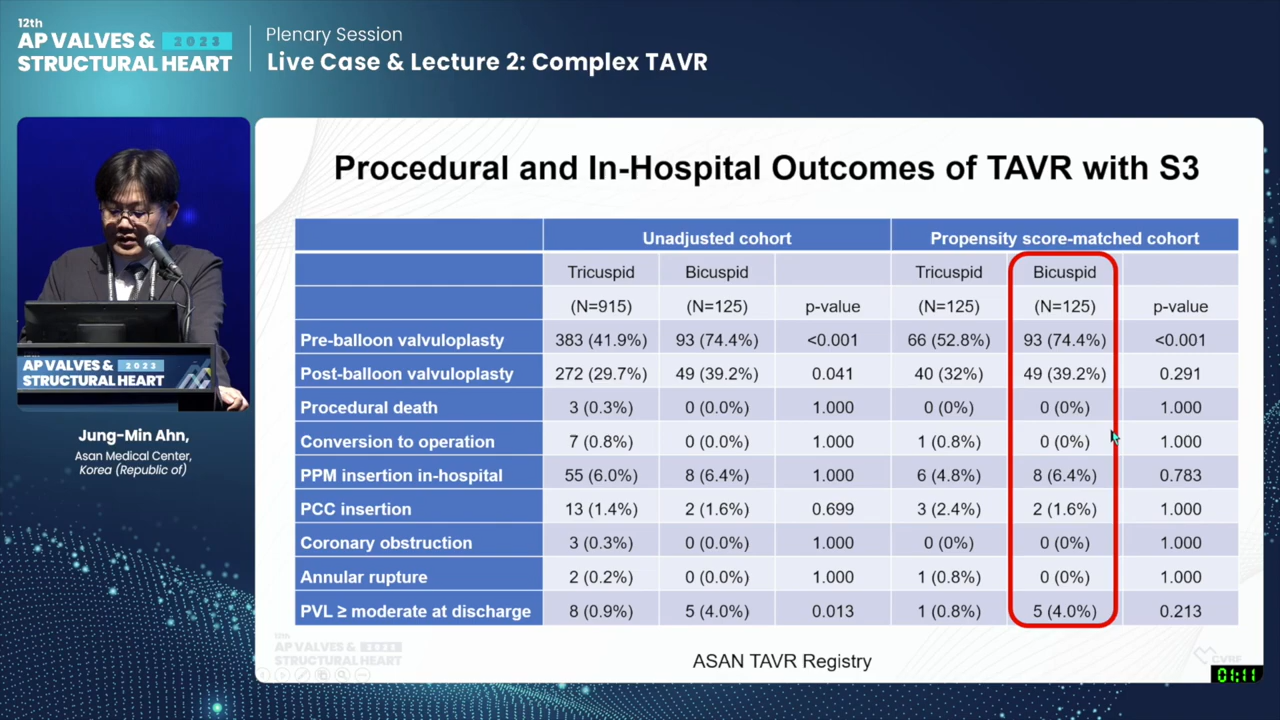 12th
AP VALVES & 2023
STRUCTURAL HEART
Plenary Session
Live Case & Lecture 2: Complex TAVR
AP VALVES & 2023
STRUCTURAL HEART
Jung-Min Ahn,
Asan Medical Center,
Korea (Republic of)
Procedural and In-Hospital Outcomes of TAVR with S3
Unadjusted cohort Propensity score-matched cohort
Tricuspid Bicuspid Tricuspid Bicuspid
(N=915) (N=125) p-value (N=125) (N=125) p-value
Pre-balloon valvuloplasty 383 (41.9%) 93 (74.4%) <0.001 66 (52.8%) 93 (74.4%) <0.001
Post-balloon valvuloplasty 272 (29.7%) 49 (39.2%) 0.041 40 (32%) 49 (39.2%) 0.291
Procedural death 3 (0.3%) 0 (0.0%) 1.000 0 (0%) 0 (0%) 1.000
Conversion to operation 7 (0.8%) 0 (0.0%) 1.000 1 (0.8%) 0 (0%) 1.000
PPM insertion in-hospital 55 (6.0%) 8 (6.4%) 1.000 6 (4.8%) 8 (6.4%) 0.783
PCC insertion 13 (1.4%) 2 (1.6%) 0.699 3 (2.4%) 2 (1.6%) 1.000
Coronary obstruction 3 (0.3%) 0 (0.0%) 1.000 0 (0%) 0 (0%) 1.000
Annular rupture 2 (0.2%) 0 (0.0%) 1.000 1 (0.8%) 0 (0%) 1.000
PVL ≥ moderate at discharge 8 (0.9%) 5 (4.0%) 0.013 1 (0.8%) 5 (4.0%) 0.213
12th
AP VALVES & 2023
STRUCTURAL HEART
ASAN TAVR Registry
CVRF
01:11